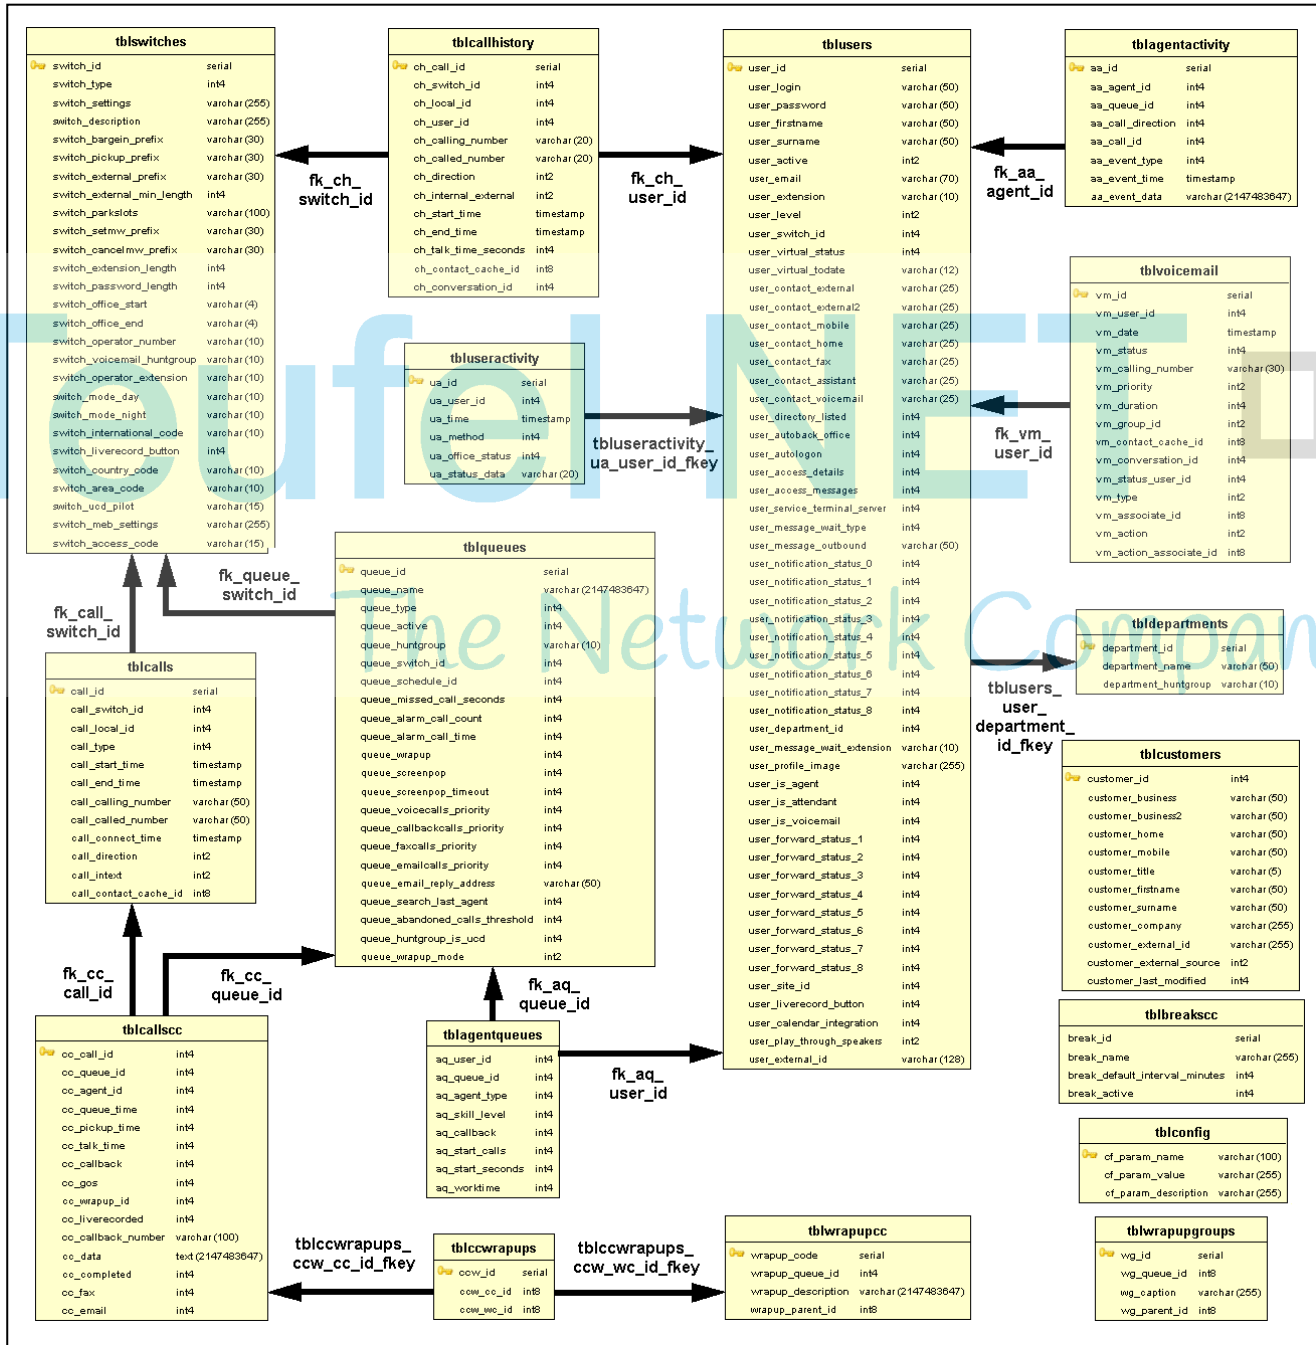 tblswitches
switch_id serial
switch_type int4
switch_settings varchar(255)
switch_description varchar(255)
switch_bargein_prefix varchar(30)
switch_pickup_prefix varchar(30)
switch_external_prefix varchar(30)
switch_external_min_length int4
switch_parkslots varchar(100)
switch_setmw_prefix varchar(30)
switch_cancelmw_prefix varchar(30)
switch_extension_length int4
switch_password_length int4
switch_office_start varchar(4)
switch_office_end varchar(4)
switch_operator_number varchar(10)
switch_voicemail_huntgroup varchar(10)
switch_operator_extension varchar(10)
switch_mode_day varchar(10)
switch_mode_night varchar(10)
switch_international_code varchar(10)
switch_liverecord_button int4
switch_country_code varchar(10)
switch_area_code varchar(10)
switch_ucd_pilot varchar(15)
switch_meb_settings varchar(255)
switch_access_code varchar(15)
tblcallhistory
ch_call_id serial
ch_switch_id int4
ch_local_id int4
ch_user_id int4
ch_calling_number varchar(20)
ch_called_number varchar(20)
ch_direction int2
ch_internal_external int2
ch_start_time timestamp
ch_end_time timestamp
ch_talk_time_seconds int4
ch_contact_cache_id int8
ch_conversation_id int4
fk_ch_
switch_id
fk_ch_
user_id
tblusers
user_id serial
user_login varchar(50)
user_password varchar(50)
user_firstname varchar(50)
user_surname varchar(50)
user_active int2
user_email varchar(70)
user_extension varchar(10)
user_level int2
user_switch_id int4
user_virtual_status int4
user_virtual_todate varchar(12)
user_contact_external varchar(25)
user_contact_external2 varchar(25)
user_contact_mobile varchar(25)
user_contact_home varchar(25)
user_contact_fax varchar(25)
user_contact_assistant varchar(25)
user_contact_voicemail varchar(25)
user_directory_listed int4
user_autoback_office int4
user_autologon int4
user_access_details int4
user_access_messages int4
user_service_terminal_server int4
user_message_wait_type int4
user_message_outbound varchar(50)
user_notification_status_0 int4
user_notification_status_1 int4
user_notification_status_2 int4
user_notification_status_3 int4
user_notification_status_4 int4
user_notification_status_5 int4
user_notification_status_6 int4
user_notification_status_7 int4
user_notification_status_8 int4
user_department_id int4
user_message_wait_extension varchar(10)
user_profile_image varchar(255)
user_is_agent int4
user_is_attendant int4
user_is_voicemail int4
user_forward_status_1 int4
user_forward_status_2 int4
user_forward_status_3 int4
user_forward_status_4 int4
user_forward_status_5 int4
user_forward_status_6 int4
user_forward_status_7 int4
user_forward_status_8 int4
user_site_id int4
user_liverecord_button int4
user_calendar_integration int4
user_play_through_speakers int2
user_external_id varchar(128)
tblagentactivity
aa_id serial
aa_agent_id int4
aa_queue_id int4
aa_call_direction int4
aa_call_id int4
aa_event_type int4
aa_event_time timestamp
aa_event_data varchar(2147483647)
fk_aa_
agent_id
tblvoicemail
vm_id serial
vm_user_id int4
vm_date timestamp
vm_status int4
vm_calling_number varchar(30)
vm_priority int2
vm_duration int4
vm_group_id int2
vm_contact_cache_id int8
vm_conversation_id int4
vm_status_user_id int4
vm_type int2
vm_associate_id int8
vm_action int2
vm_action_associate_id int8
fk_vm_
user_id
Teufel NET
The Network Compan
tbluseractivity
ua_id serial
ua_user_id int4
ua_time timestamp
ua_method int4
ua_office_status int4
ua_status_data varchar(20)
tbluseractivity_
ua_user_id_fkey
tblqueues
queue_id serial
queue_name varchar(2147483647)
queue_type int4
queue_active int4
queue_huntgroup varchar(10)
queue_switch_id int4
queue_schedule_id int4
queue_missed_call_seconds int4
queue_alarm_call_count int4
queue_alarm_call_time int4
queue_wrapup int4
queue_screenpop int4
queue_screenpop_timeout int4
queue_voicecalls_priority int4
queue_callbackcalls_priority int4
queue_faxcalls_priority int4
queue_emailcalls_priority int4
queue_email_reply_address varchar(50)
queue_search_last_agent int4
queue_abandoned_calls_threshold int4
queue_huntgroup_is_ucd int4
queue_wrapup_mode int2
fk_queue_
switch_id
fk_call_
switch_id
tblcalls
call_id serial
call_switch_id int4
call_local_id int4
call_type int4
call_start_time timestamp
call_end_time timestamp
call_calling_number varchar(50)
call_called_number varchar(50)
call_connect_time timestamp
call_direction int2
call_intext int2
call_contact_cache_id int8
tbldepartments
department_id serial
department_name varchar(50)
department_huntgroup varchar(10)
tblusers_
user_
department_
id_fkey
tblcustomers
customer_id int4
customer_business varchar(50)
customer_business2 varchar(50)
customer_home varchar(50)
customer_mobile varchar(50)
customer_title varchar(5)
customer_firstname varchar(50)
customer_surname varchar(50)
customer_company varchar(255)
customer_external_id varchar(255)
customer_external_source int2
customer_last_modified int4
fk_cc_
call_id
fk_cc_
queue_id
fk_aq_
queue_id
tblcallscc
cc_call_id int4
cc_queue_id int4
cc_agent_id int4
cc_queue_time int4
cc_pickup_time int4
cc_talk_time int4
cc_callback int4
cc_gos int4
cc_wrapup_id int4
cc_liverecorded int4
cc_callback_number varchar(100)
cc_data text(2147483647)
cc_completed int4
cc_fax int4
cc_email int4
tblagentqueues
aq_user_id int4
aq_queue_id int4
aq_agent_type int4
aq_skill_level int4
aq_callback int4
aq_start_calls int4
aq_start_seconds int4
aq_worktime int4
fk_aq_
user_id
tblbreakscc
break_id serial
break_name varchar(255)
break_default_interval_minutes int4
break_active int4
tblconfig
cf_param_name varchar(100)
cf_param_value varchar(255)
cf_param_description varchar(255)
tblccwrapups_
ccw_cc_id_fkey
tblccwrapups
ccw_id serial
ccw_cc_id int8
ccw_wc_id int8
tblccwrapups_
ccw_wc_id_fkey
tblwrapupcc
wrapup_code serial
wrapup_queue_id int4
wrapup_description varchar(2147483647)
wrapup_parent_id int8
tblwrapupgroups
wg_id serial
wg_queue_id int8
wg_caption varchar(255)
wg_parent_id int8